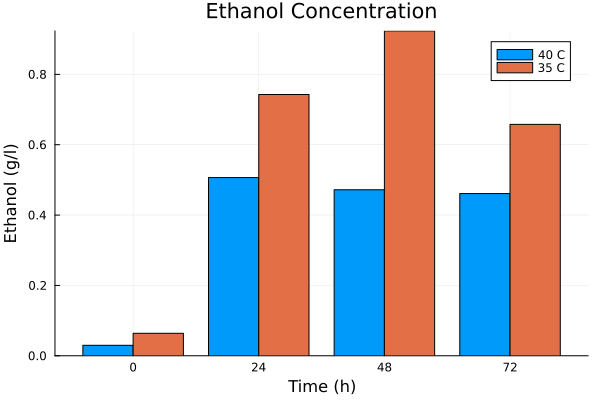 Ethanol Concentration
40 C
35 C
Ethanol (g/l)
0.8
0.6
0.4
0.2
0.0
0 24 48 72
Time (h)